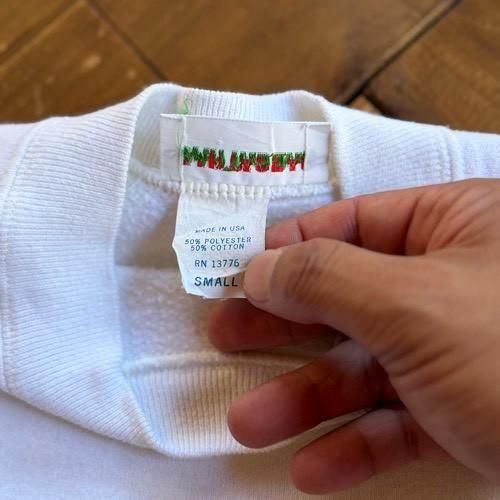 MADE IN USA
50% POLYESTER
50% COTTON
RN 13776
SMALL